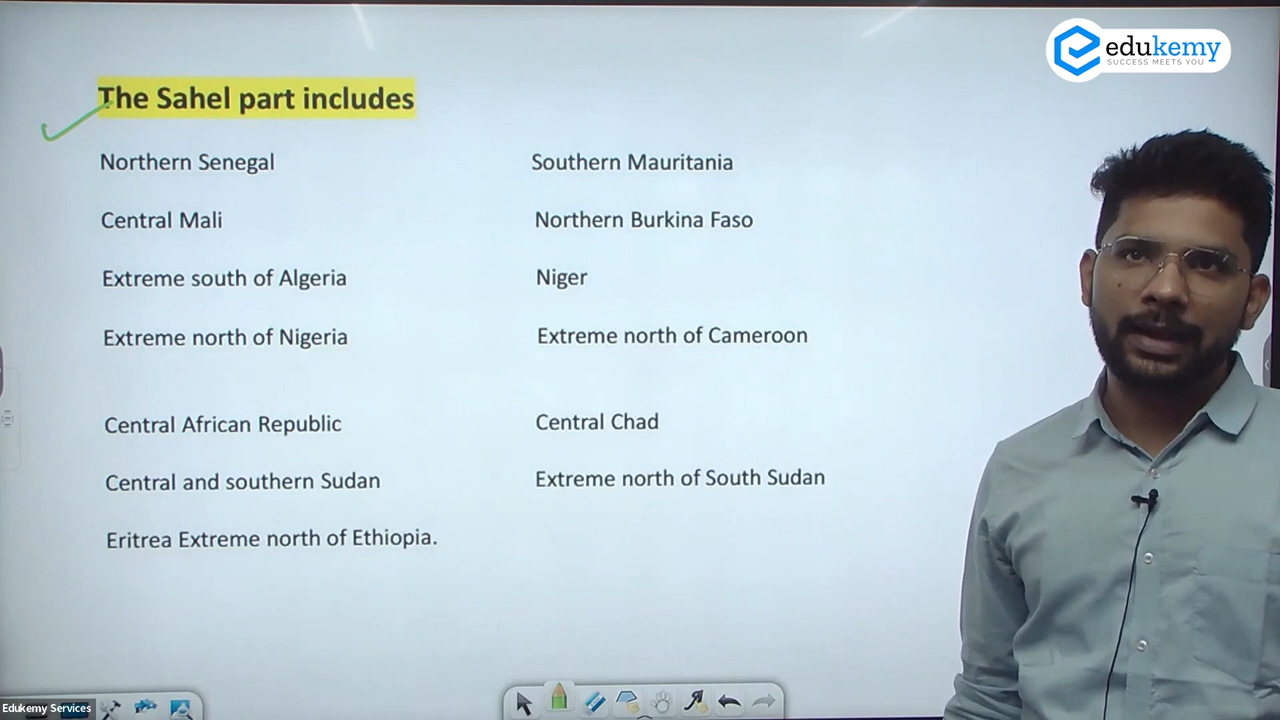 edukemy
SUCCESS MEETS YOU
The Sahel part includes
Northern Senegal
Southern Mauritania
Central Mali
Northern Burkina Faso
Extreme south of Algeria
Niger
Extreme north of Nigeria
Extreme north of Cameroon
Central African Republic
Central Chad
Central and southern Sudan
Extreme north of South Sudan
Eritrea Extreme north of Ethiopia.
Edukemy Services